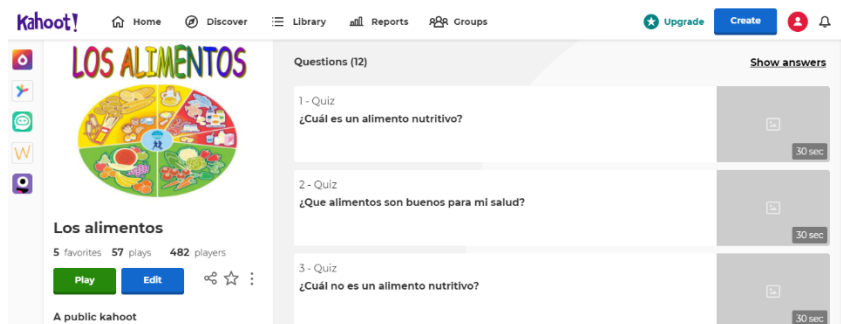 Kahoot! Home Discover Library Reports Groups Upgrade Create
LOS ALIMENTOS
Los alimentos
5 favorites 57 plays 482 players
Play Edit
A public kahoot
Questions (12) Show answers
1 - Quiz
¿Cuál es un alimento nutritivo?
30 sec
2 - Quiz
¿Que alimentos son buenos para mi salud?
30 sec
3 - Quiz
¿Cuál no es un alimento nutritivo?
30 sec